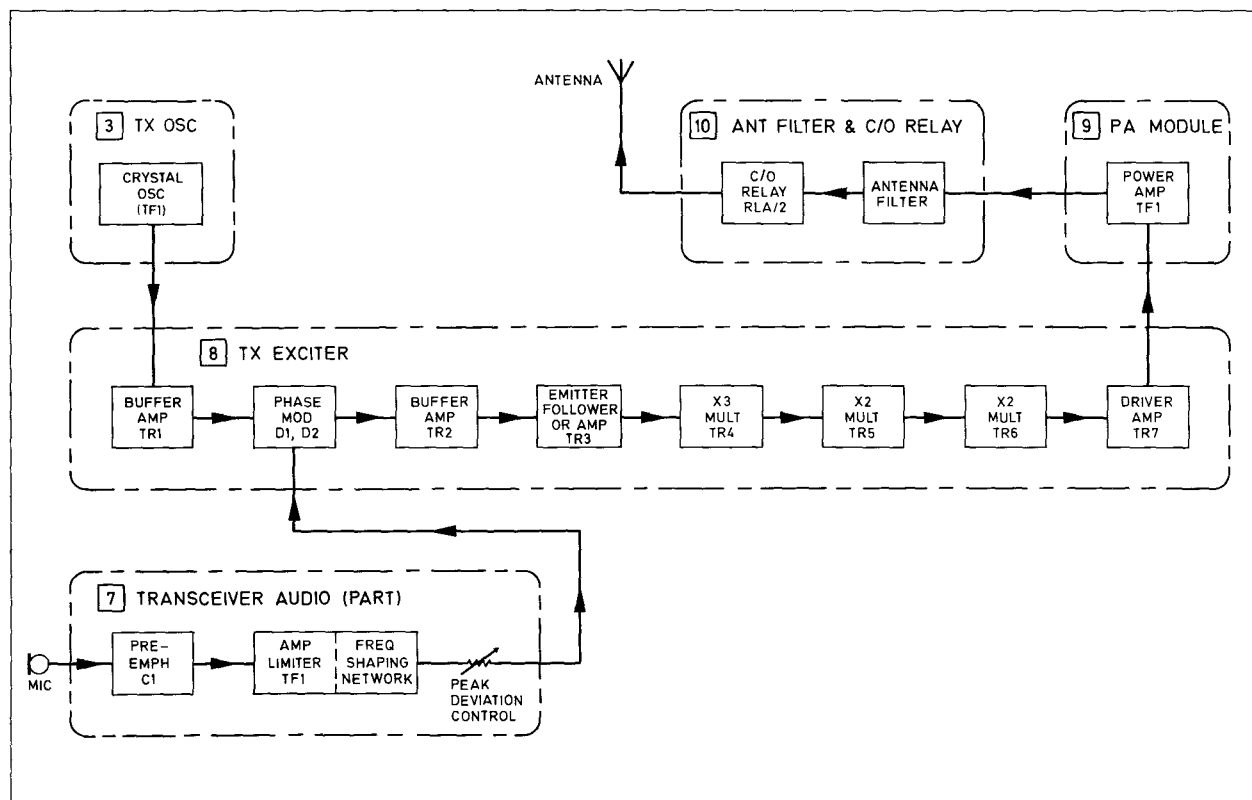 ANTENNA
3 TX OSC
CRYSTAL
OSC
(TF1)
10 ANT FILTER & C/O RELAY
C/O
RELAY
RLA/2
ANTENNA
FILTER
9 PA MODULE
POWER
AMP
TF1
8 TX EXCITER
BUFFER
AMP
TR1
PHASE
MOD
D1, D2
BUFFER
AMP
TR2
EMITTER
FOLLOWER
OR AMP
TR3
X3
MULT
TR4
X2
MULT
TR5
X2
MULT
TR6
DRIVER
AMP
TR7
7 TRANSCEIVER AUDIO (PART)
MIC
PRE-
EMPH
C1
AMP
LIMITER
TF1
FREQ
SHAPING
NETWORK
PEAK
DEVIATION
CONTROL